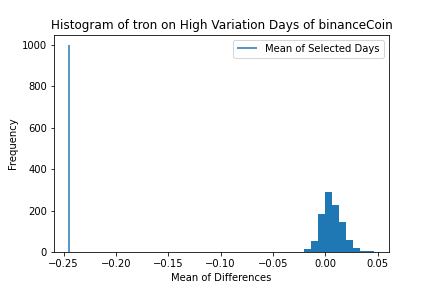 Histogram of tron on High Variation Days of binanceCoin
Mean of Selected Days
1000
800
600
400
200
0
Frequency
−0.25 −0.20 −0.15 −0.10 −0.05 0.00 0.05
Mean of Differences